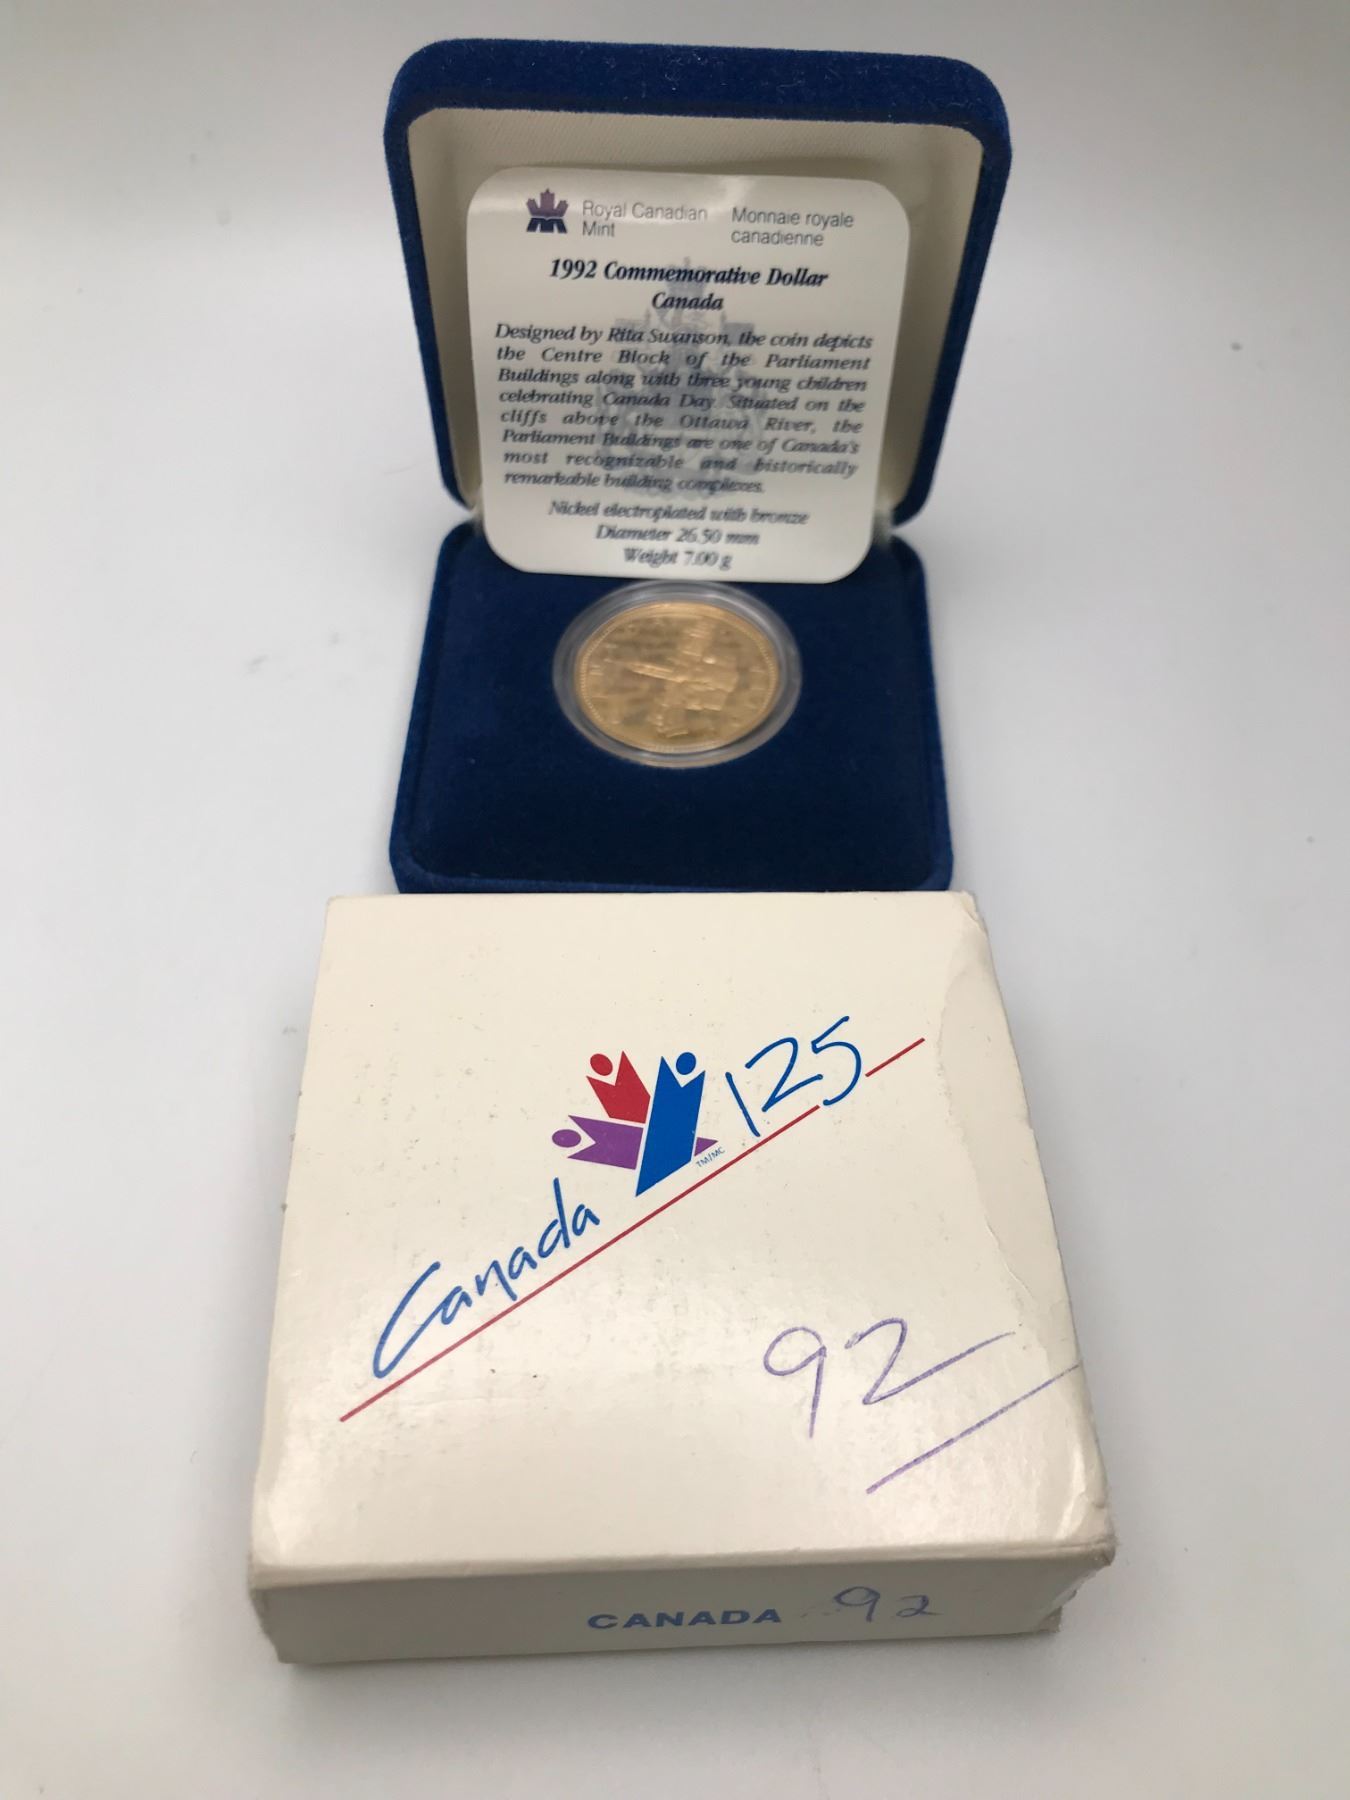 Royal Canadian Monnaie royale
Mint canadienne
1992 Commemorative Dollar
Canada
Designed by Rita Swanson, the coin depicts
the Centre Block of the Parliament
Buildings along with three young children
celebrating Canada Day. Situated on the
cliffs above the Ottawa River, the
Parliament Buildings are one of Canada's
most recognizable and historically
remarkable building complexes.
Nickel electroplated with bronze
Diameter 26.50 mm
Weight 7.00 g
Canada 125
TM/MC
92
CANADA 92